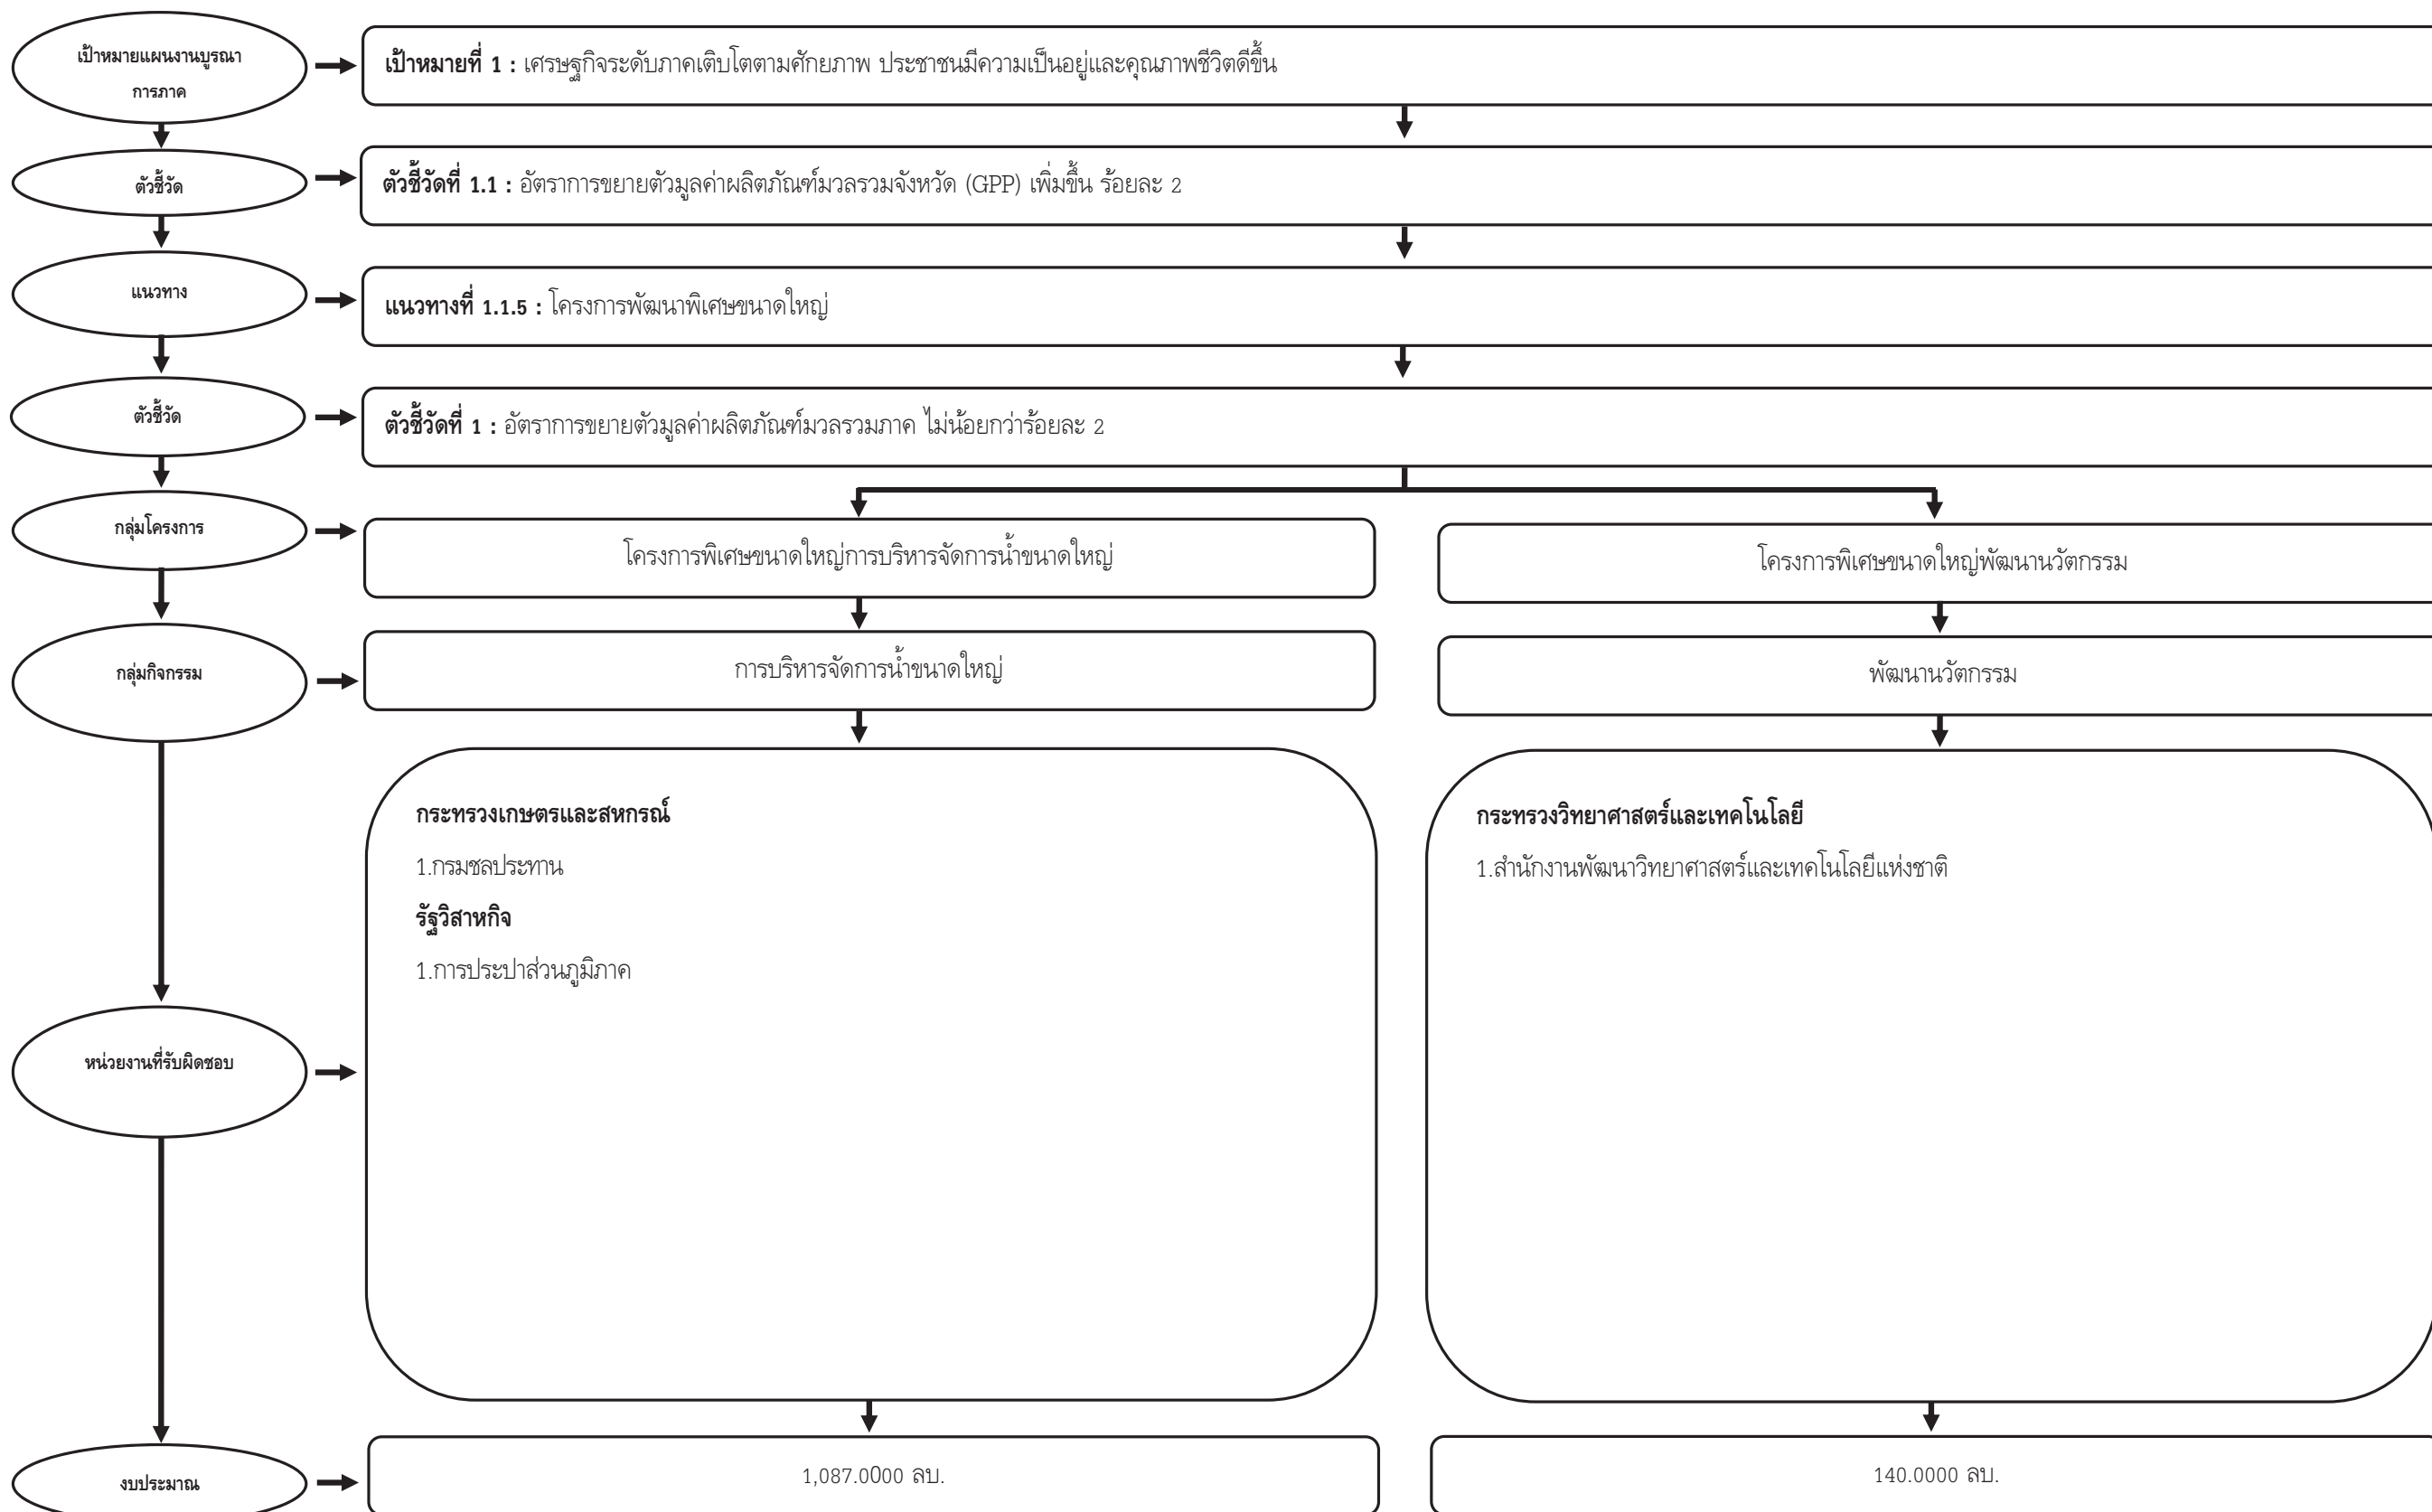 เป้าหมายแผนงานบูรณา
การภาค
เป้าหมายที่ 1 : เศรษฐกิจระดับภาคเติบโตตามศักยภาพ ประชาชนมีความเป็นอยู่และคุณภาพชีวิตดีขึ้น
ตัวชี้วัด
ตัวชี้วัดที่ 1.1 : อัตราการขยายตัวมูลค่าผลิตภัณฑ์มวลรวมจังหวัด (GPP) เพิ่มขึ้น ร้อยละ 2
แนวทาง
แนวทางที่ 1.1.5 : โครงการพัฒนาพิเศษขนาดใหญ่
ตัวชี้วัด
ตัวชี้วัดที่ 1 : อัตราการขยายตัวมูลค่าผลิตภัณฑ์มวลรวมภาค ไม่น้อยกว่าร้อยละ 2
กลุ่มโครงการ
โครงการพิเศษขนาดใหญ่การบริหารจัดการน้ำขนาดใหญ่
โครงการพิเศษขนาดใหญ่พัฒนานวัตกรรม
กลุ่มกิจกรรม
การบริหารจัดการน้ำขนาดใหญ่
พัฒนานวัตกรรม
หน่วยงานที่รับผิดชอบ
กระทรวงเกษตรและสหกรณ์
1.กรมชลประทาน
รัฐวิสาหกิจ
1.การประปาส่วนภูมิภาค
กระทรวงวิทยาศาสตร์และเทคโนโลยี
1.สำนักงานพัฒนาวิทยาศาสตร์และเทคโนโลยีแห่งชาติ
งบประมาณ
1,087.0000 ลบ.
140.0000 ลบ.